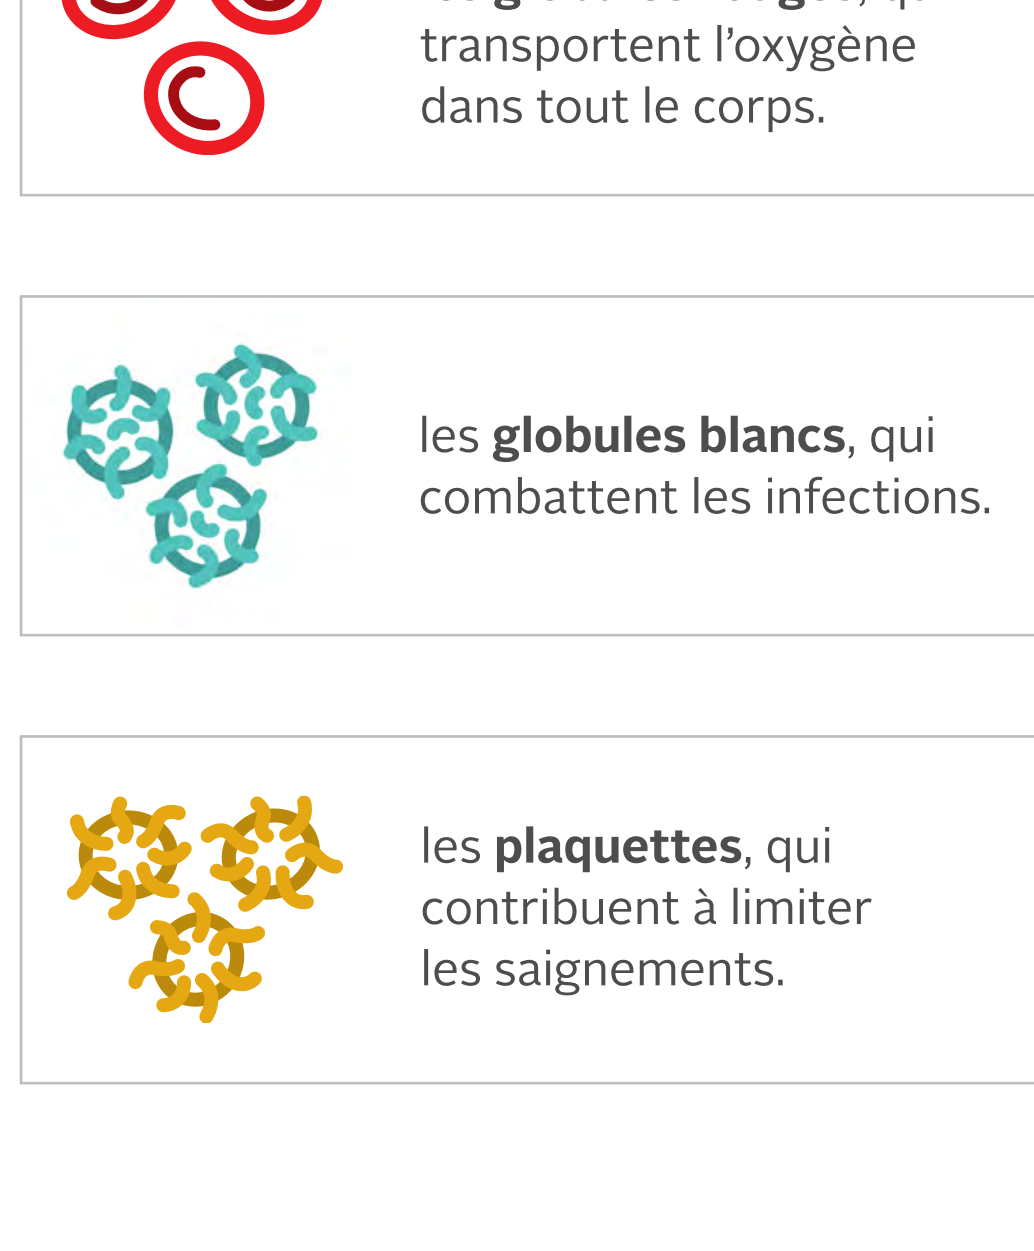 transportent l’oxygène
dans tout le corps.
les globules blancs, qui
combattent les infections.
les plaquettes, qui
contribuent à limiter
les saignements.